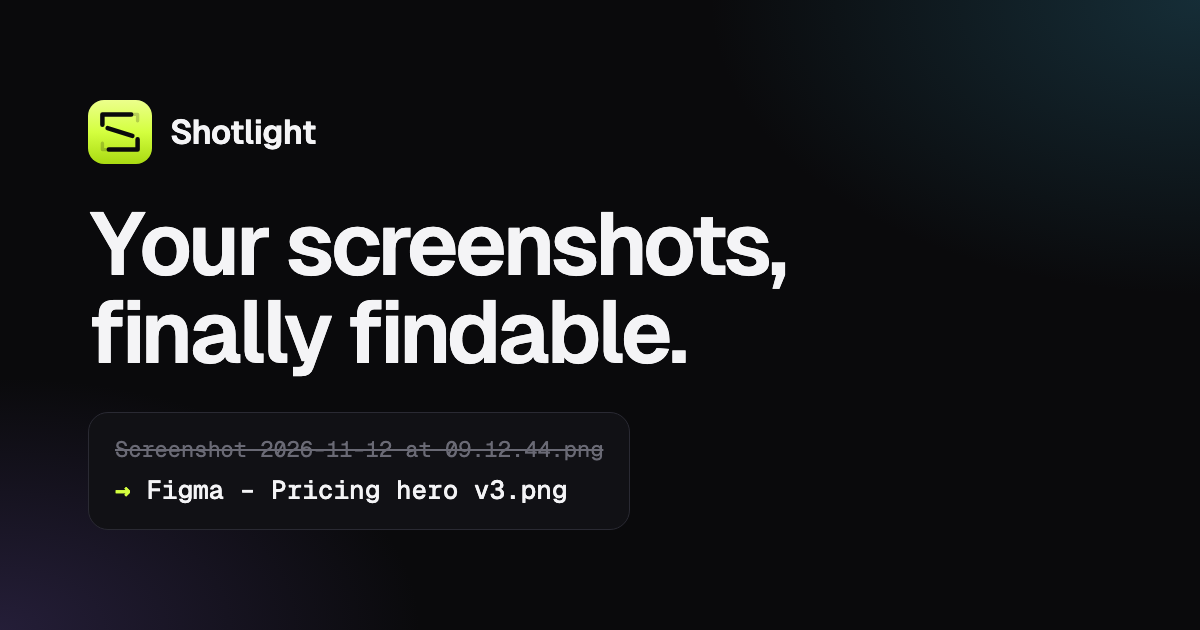 Shotlight
Your screenshots,
finally findable.
Screenshot 2026-11-12 at 09.12.44.png
→ Figma – Pricing hero v3.png